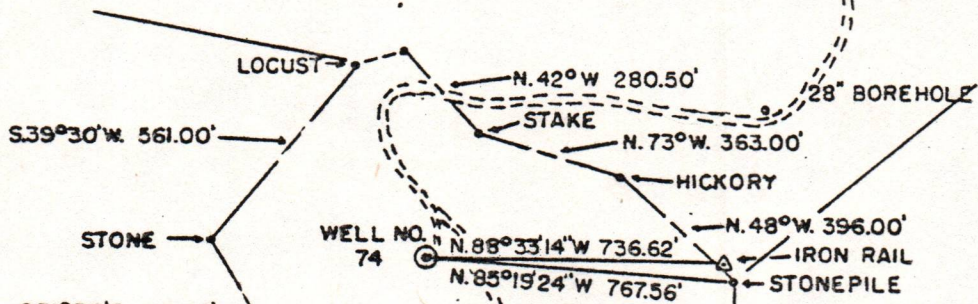 LOCUST
N.42°W 280.50'
28" BOREHOLE
S.39°30'W. 561.00'
STAKE
N.73°W. 363.00'
HICKORY
N.48°W. 396.00'
STONE
WELL NO.
74
N.88°33'14"W 736.62'
IRON RAIL
N.85°19'24"W 767.56'
STONEPILE